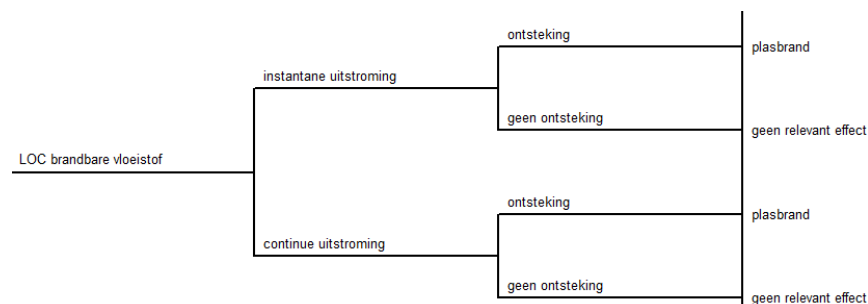 ontsteking
plasbrand
instantane uitstroming
geen ontsteking
geen relevant effect
LOC brandbare vloeistof
ontsteking
plasbrand
continue uitstroming
geen ontsteking
geen relevant effect